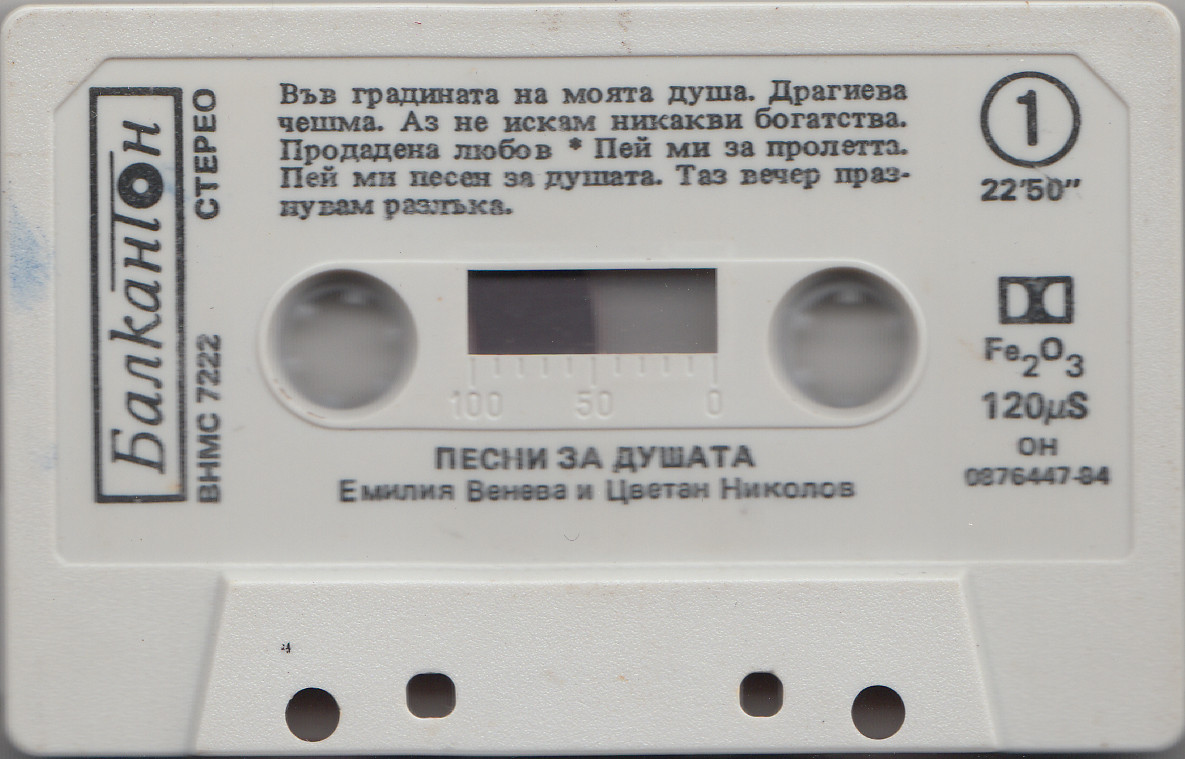 Във градината на моята душа. Драгиева
чешма. Аз не искам никакви богатства.
Продадена любов * Пей ми за пролетта.
Пей ми песен за душата. Таз вечер праз-
нувам разлъка.
1
22'50"
Балкантон
СТЕРЕО
ВНМС 7222
Fe2O3
120µS
ОН
0876447-84
100 50 0
ПЕСНИ ЗА ДУШАТА
Емилия Венева и Цветан Николов